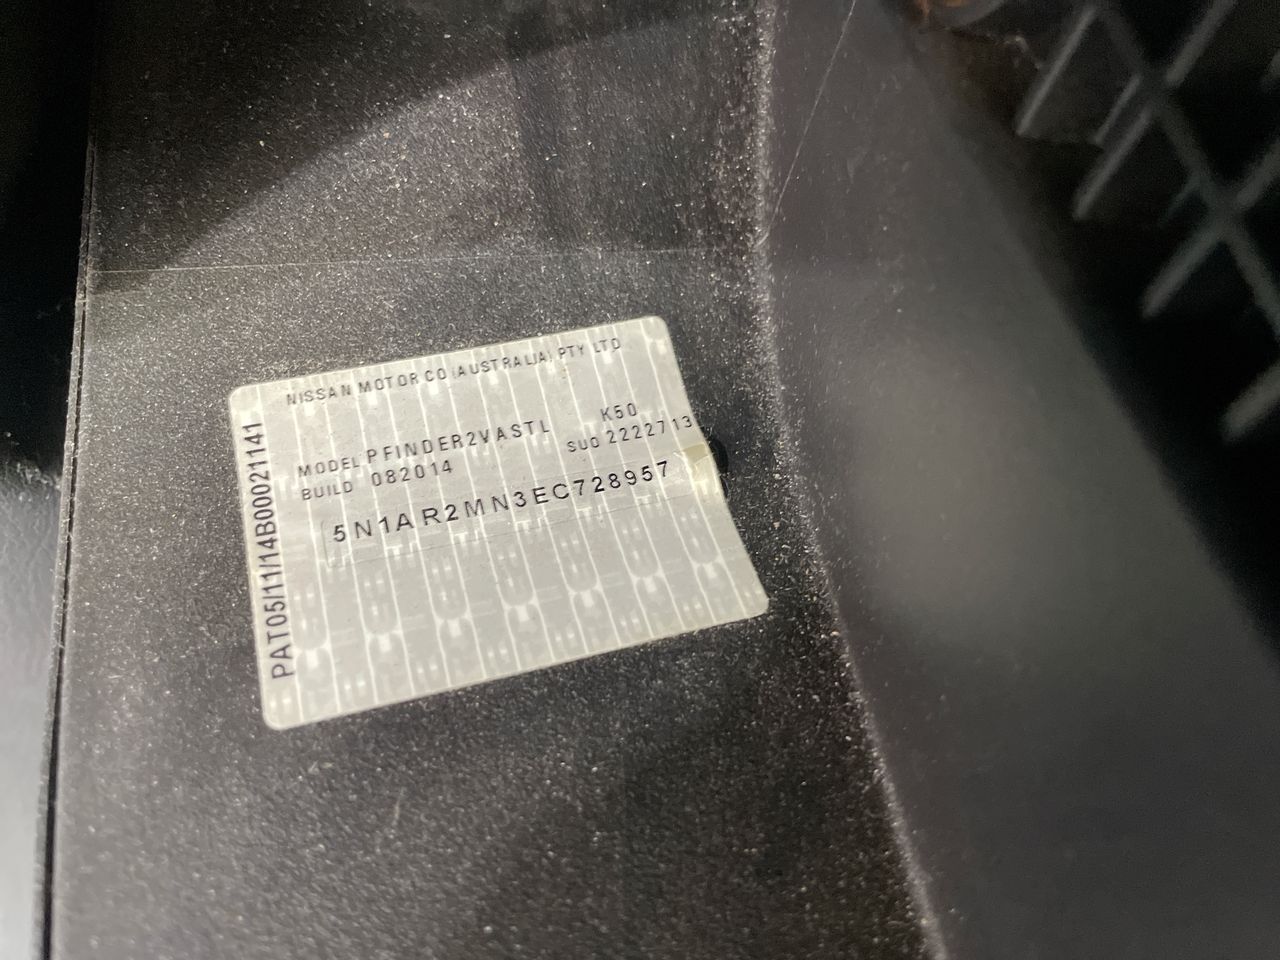 NISSAN MOTOR CO (AUSTRALIA) PTY LTD
MODEL PFINDER2VASTL K50
BUILD 082014 SUO 2222713
5N1AR2MN3EC728957
PAT05/11/14B00021141